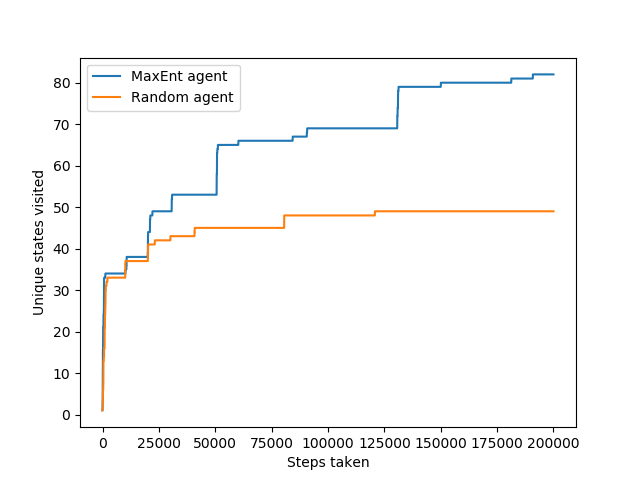 MaxEnt agent
Random agent
Unique states visited
80
70
60
50
40
30
20
10
0
0 25000 50000 75000 100000 125000 150000 175000 200000
Steps taken